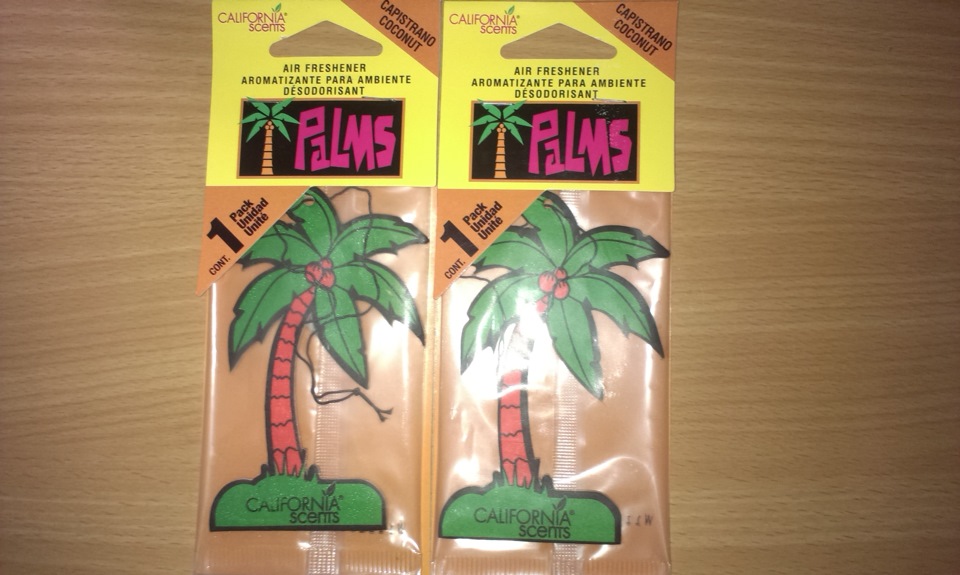 CALIFORNIA®
scents
CAPISTRANO
COCONUT
AIR FRESHENER
AROMATIZANTE PARA AMBIENTE
DÉSODORISANT
PALMS
CONT. 1 Pack
Unidad
Unité
CALIFORNIA®
scents
CALIFORNIA®
scents
CAPISTRANO
COCONUT
AIR FRESHENER
AROMATIZANTE PARA AMBIENTE
DÉSODORISANT
PALMS
CONT. 1 Pack
Unidad
Unité
CALIFORNIA®
scents